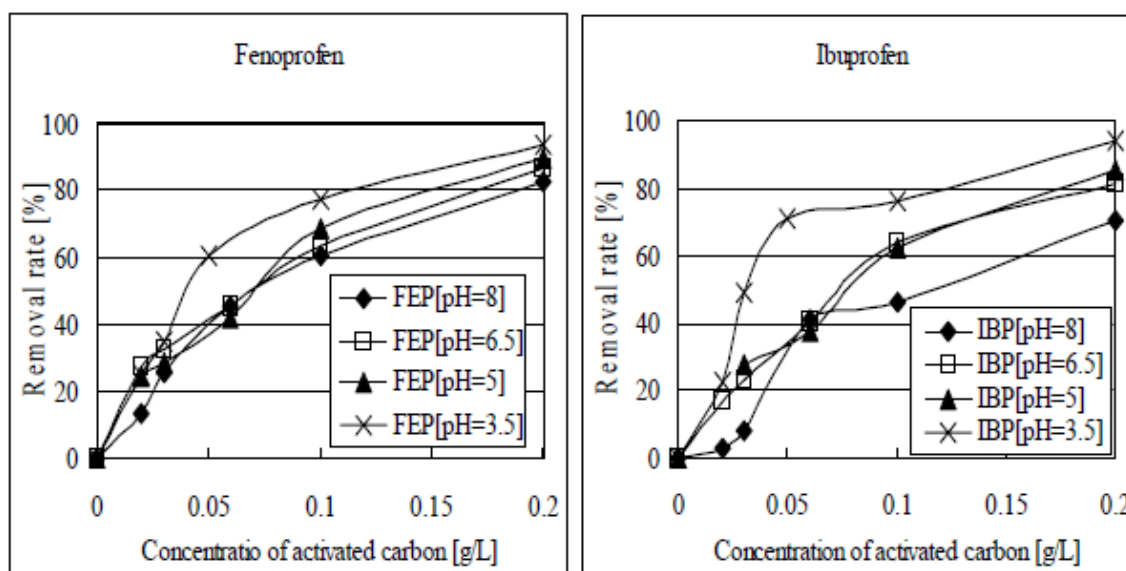 Fenoprofen
Removal rate [%]
100
80
60
40
20
0
FEP[pH=8]
FEP[pH=6.5]
FEP[pH=5]
FEP[pH=3.5]
0 0.05 0.1 0.15 0.2
Concentratio of activated carbon [g/L]
Ibuprofen
Removal rate [%]
100
80
60
40
20
0
IBP[pH=8]
IBP[pH=6.5]
IBP[pH=5]
IBP[pH=3.5]
0 0.05 0.1 0.15 0.2
Concentration of activated carbon [g/L]